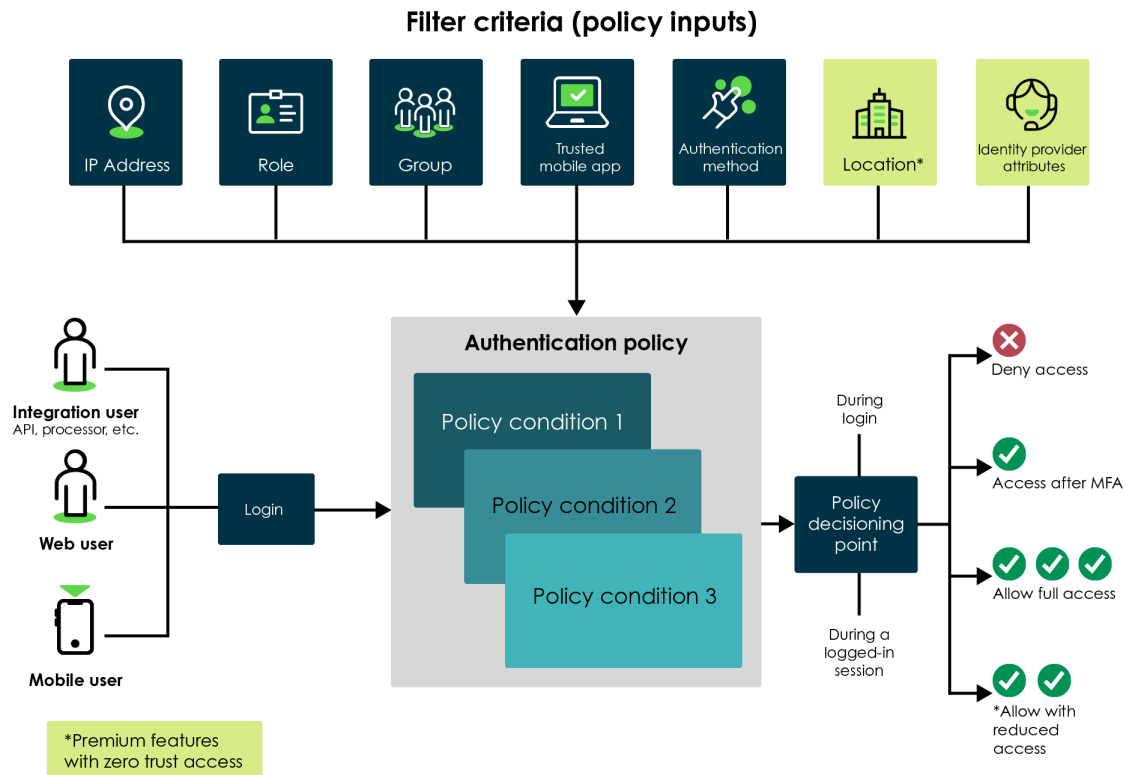 Filter criteria (policy inputs)
IP Address
Role
Group
Trusted
mobile app
Authentication
method
Location*
Identity provider
attributes
Authentication policy
Policy condition 1
Policy condition 2
Policy condition 3
Integration user
API, processor, etc.
Web user
Mobile user
Login
During
login
Policy
decisioning
point
During a
logged-in
session
Deny access
Access after MFA
Allow full access
*Allow with
reduced
access
*Premium features
with zero trust access